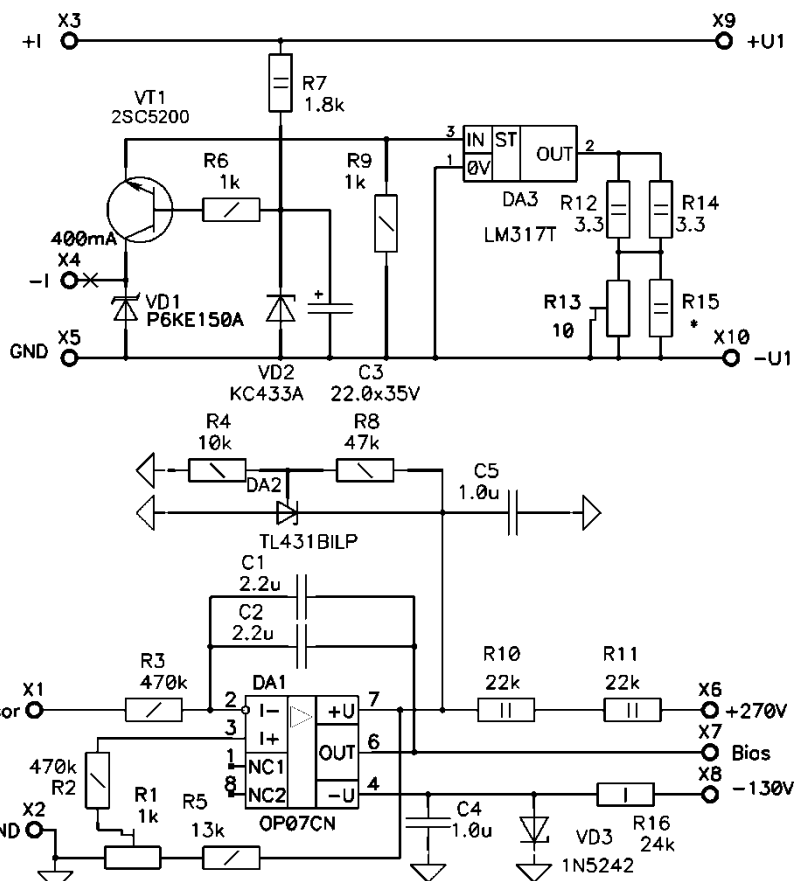 X3
+I
X9
+U1
R7
1.8k
VT1
2SC5200
3 IN ST
1 0V
OUT 2
DA3
LM317T
R6
1k
R9
1k
R12
3.3
R14
3.3
400mA
X4
-I
VD1
P6KE150A
+
R13
10
R15
*
X5
GND
X10
-U1
VD2
KC433A
C3
22.0x35V
R4
10k
R8
47k
DA2
C5
1.0u
TL431BILP
C1
2.2u
C2
2.2u
R3
470k
DA1
R10
22k
R11
22k
X1
X6
+270V
2 I-
3 I+
1 NC1
8 NC2
+U 7
OUT 6
-U 4
OP07CN
X7
Bias
X8
-130V
470k
R2
R1
1k
R5
13k
X2
C4
1.0u
VD3
1N5242
R16
24k